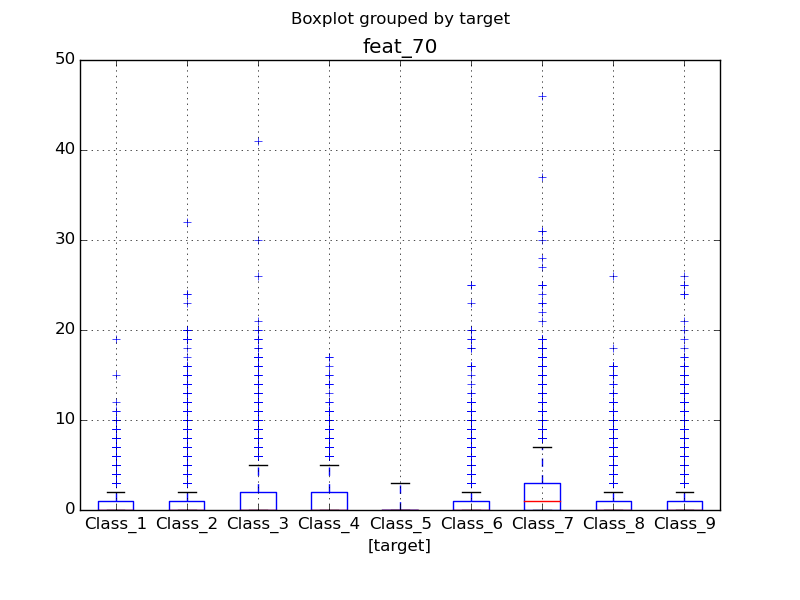 Boxplot grouped by target
feat_70
50
40
30
20
10
0
Class_1 Class_2 Class_3 Class_4 Class_5 Class_6 Class_7 Class_8 Class_9
[target]